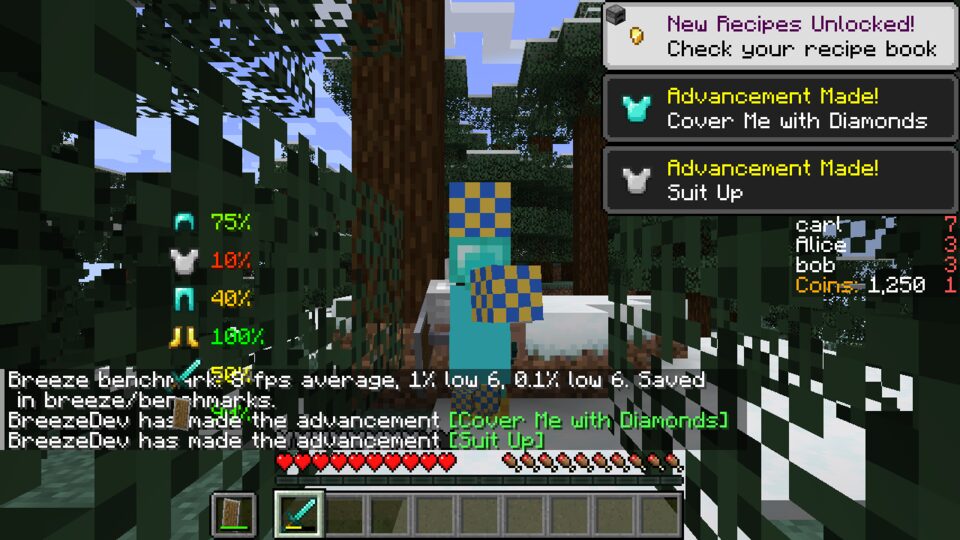 New Recipes Unlocked!
Check your recipe book
Advancement Made!
Cover Me with Diamonds
Advancement Made!
Suit Up
75%
10%
40%
100%
50%
carl 7
Alice 3
bob 3
Coins: 1,250 1
Breeze benchmark: 9 fps average, 1% low 6, 0.1% low 6. Saved
in breeze/benchmarks.
BreezeDev has made the advancement [Cover Me with Diamonds]
BreezeDev has made the advancement [Suit Up]